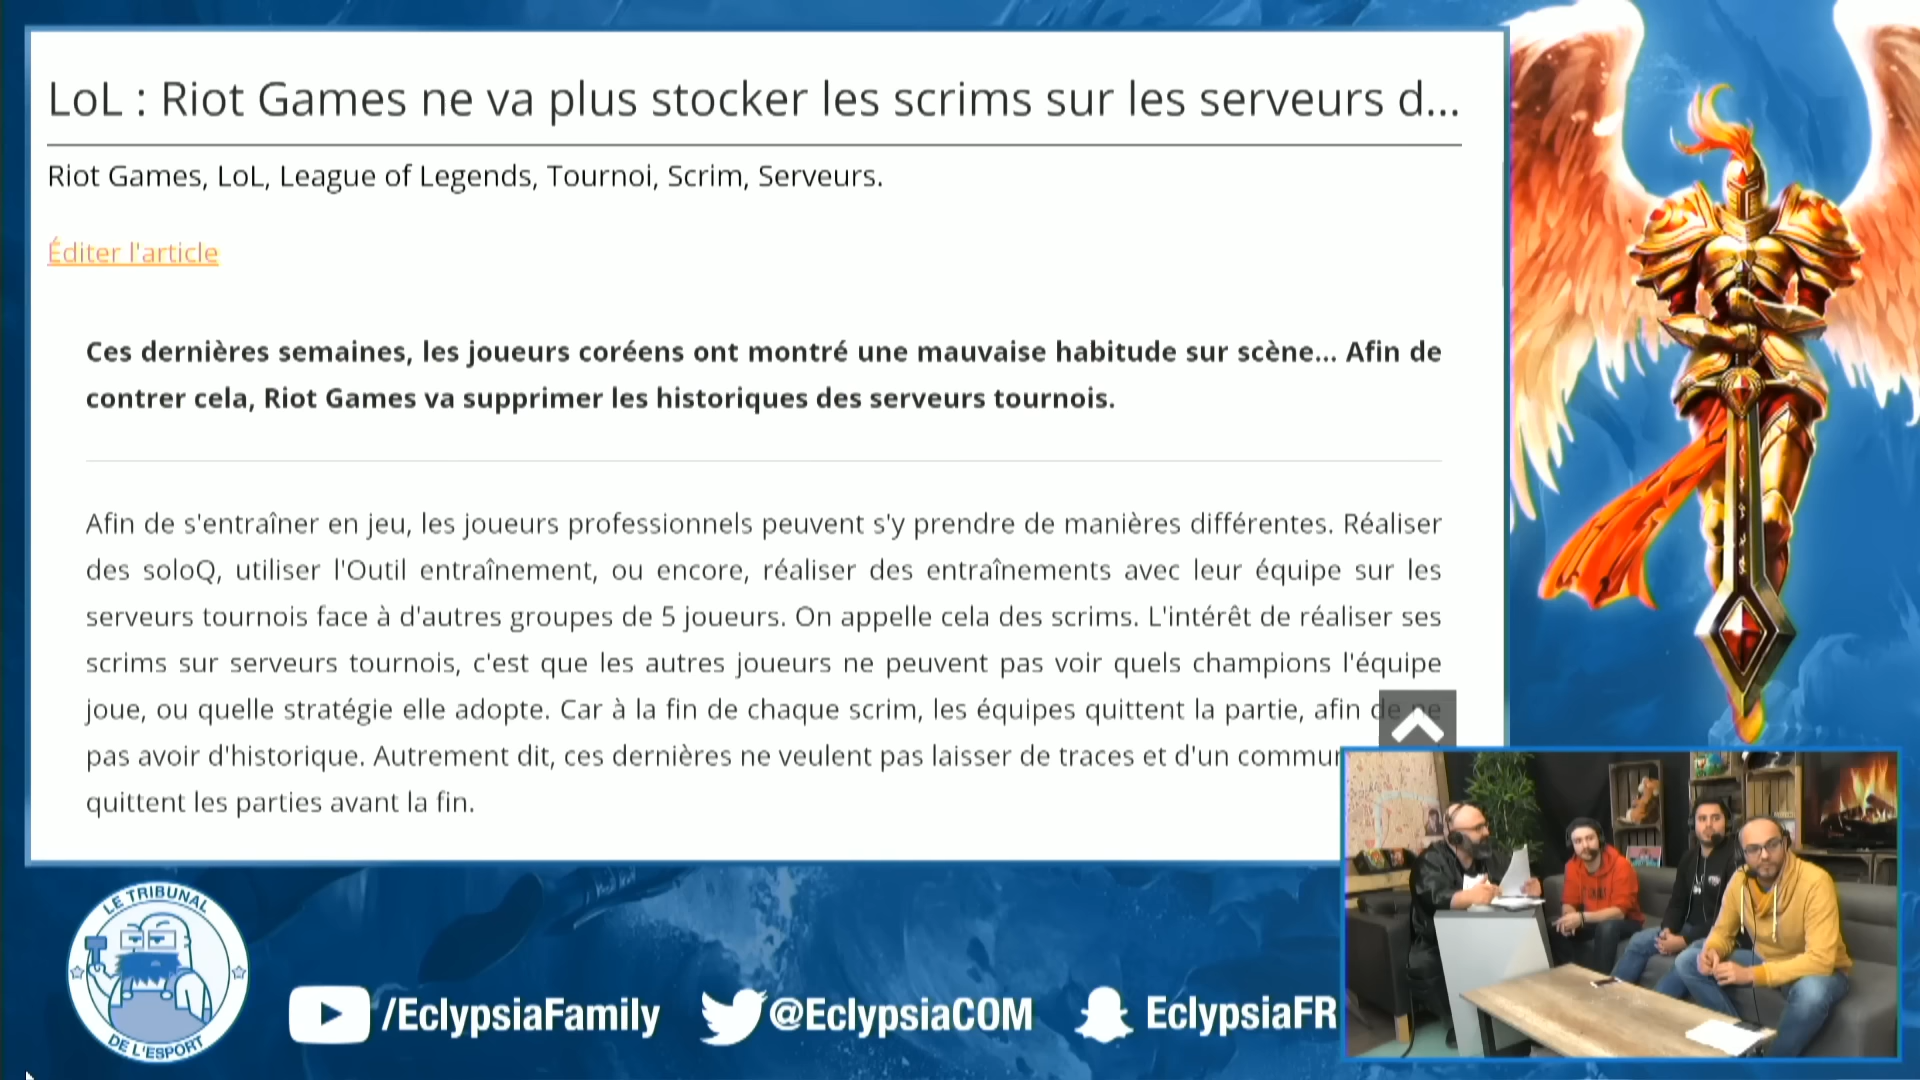 LoL : Riot Games ne va plus stocker les scrims sur les serveurs d...
Riot Games, LoL, League of Legends, Tournoi, Scrim, Serveurs.
Éditer l'article
Ces dernières semaines, les joueurs coréens ont montré une mauvaise habitude sur scène... Afin de
contrer cela, Riot Games va supprimer les historiques des serveurs tournois.
Afin de s'entraîner en jeu, les joueurs professionnels peuvent s'y prendre de manières différentes. Réaliser
des soloQ, utiliser l'Outil entraînement, ou encore, réaliser des entraînements avec leur équipe sur les
serveurs tournois face à d'autres groupes de 5 joueurs. On appelle cela des scrims. L'intérêt de réaliser ses
scrims sur serveurs tournois, c'est que les autres joueurs ne peuvent pas voir quels champions l'équipe
joue, ou quelle stratégie elle adopte. Car à la fin de chaque scrim, les équipes quittent la partie, afin de ne
pas avoir d'historique. Autrement dit, ces dernières ne veulent pas laisser de traces et d'un commun
quittent les parties avant la fin.
LE TRIBUNAL
DE L'ESPORT
/EclypsiaFamily
@EclypsiaCOM
EclypsiaFR